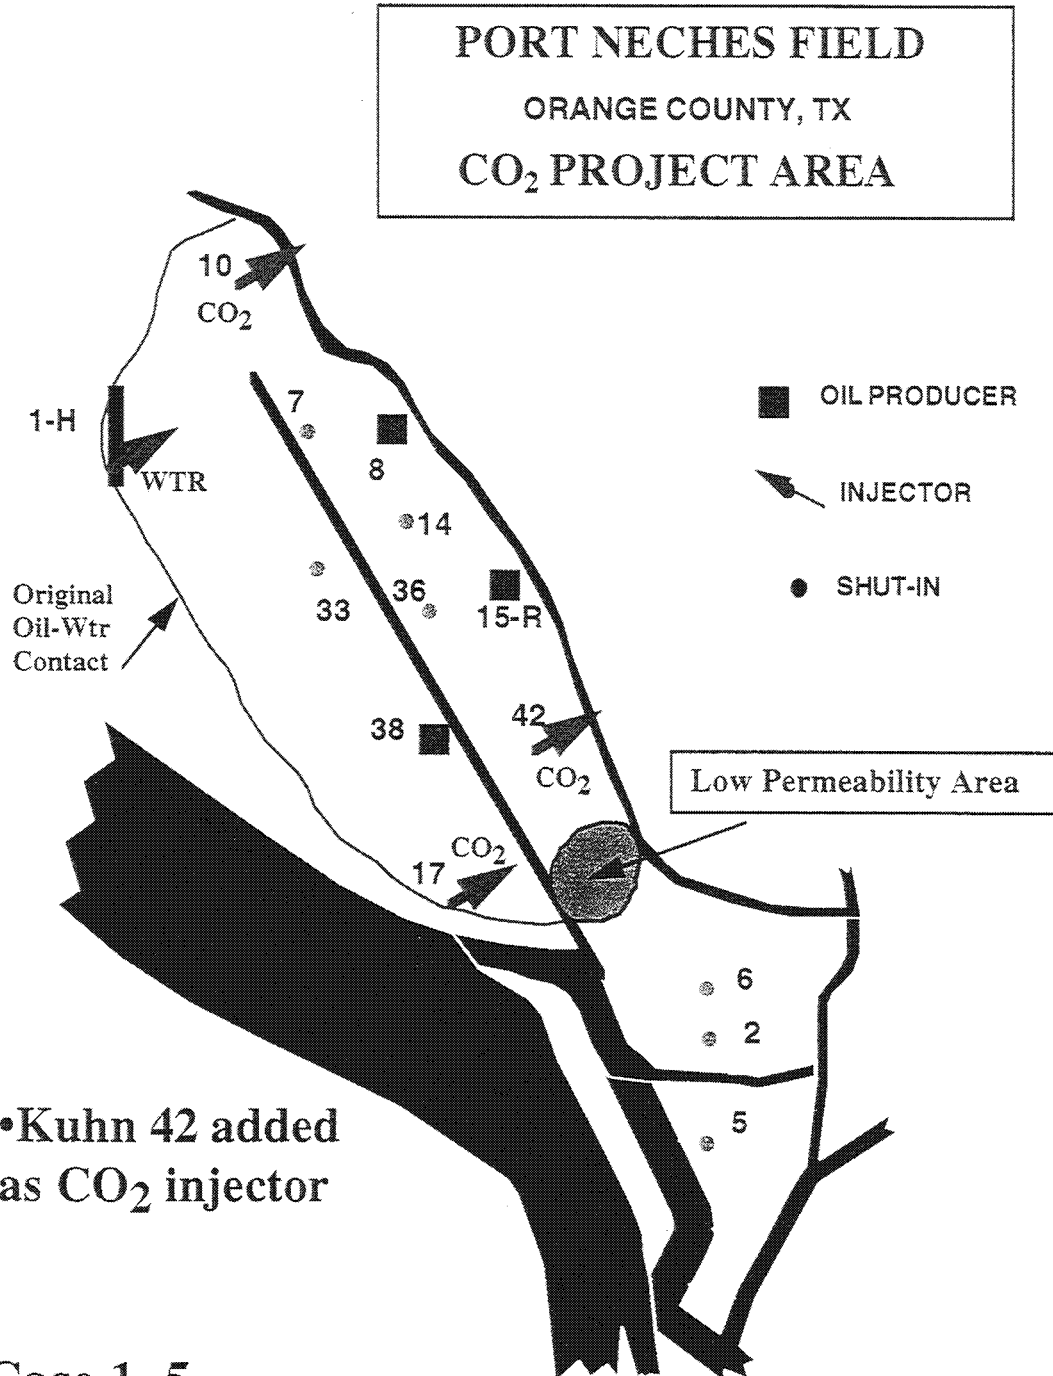 PORT NECHES FIELD
ORANGE COUNTY, TX
CO2 PROJECT AREA
10
CO2
1-H
WTR
7
8
14
33
36
15-R
38
42
CO2
17
CO2
Original
Oil-Wtr
Contact
OIL PRODUCER
INJECTOR
SHUT-IN
Low Permeability Area
6
2
5
•Kuhn 42 added
as CO2 injector